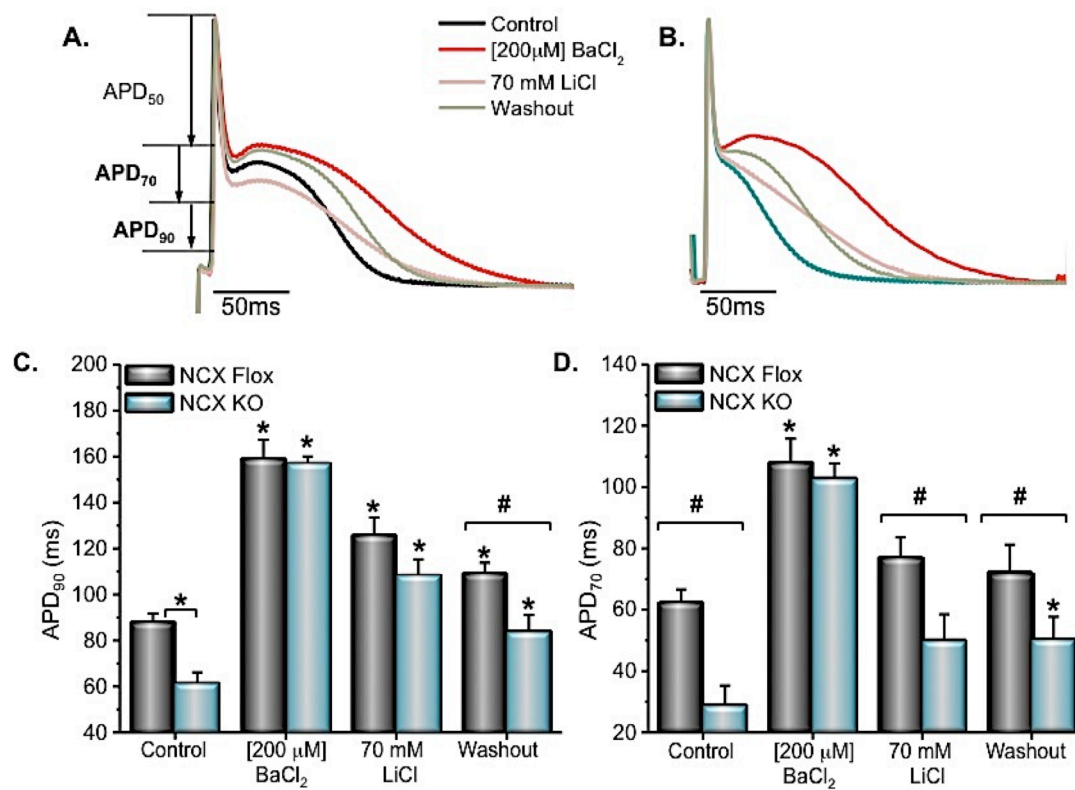 A.
Control
[200μM] BaCl₂
70 mM LiCl
Washout
APD₅₀
APD₇₀
APD₉₀
50ms
B.
50ms
C.
NCX Flox
NCX KO
APD₉₀ (ms)
200
180
160
140
120
100
80
60
40
*
*
*
*
*
#
*
*
Control
[200 μM]
BaCl₂
70 mM
LiCl
Washout
D.
NCX Flox
NCX KO
APD₇₀ (ms)
140
120
100
80
60
40
20
#
*
*
#
#
*
Control
[200 μM]
BaCl₂
70 mM
LiCl
Washout